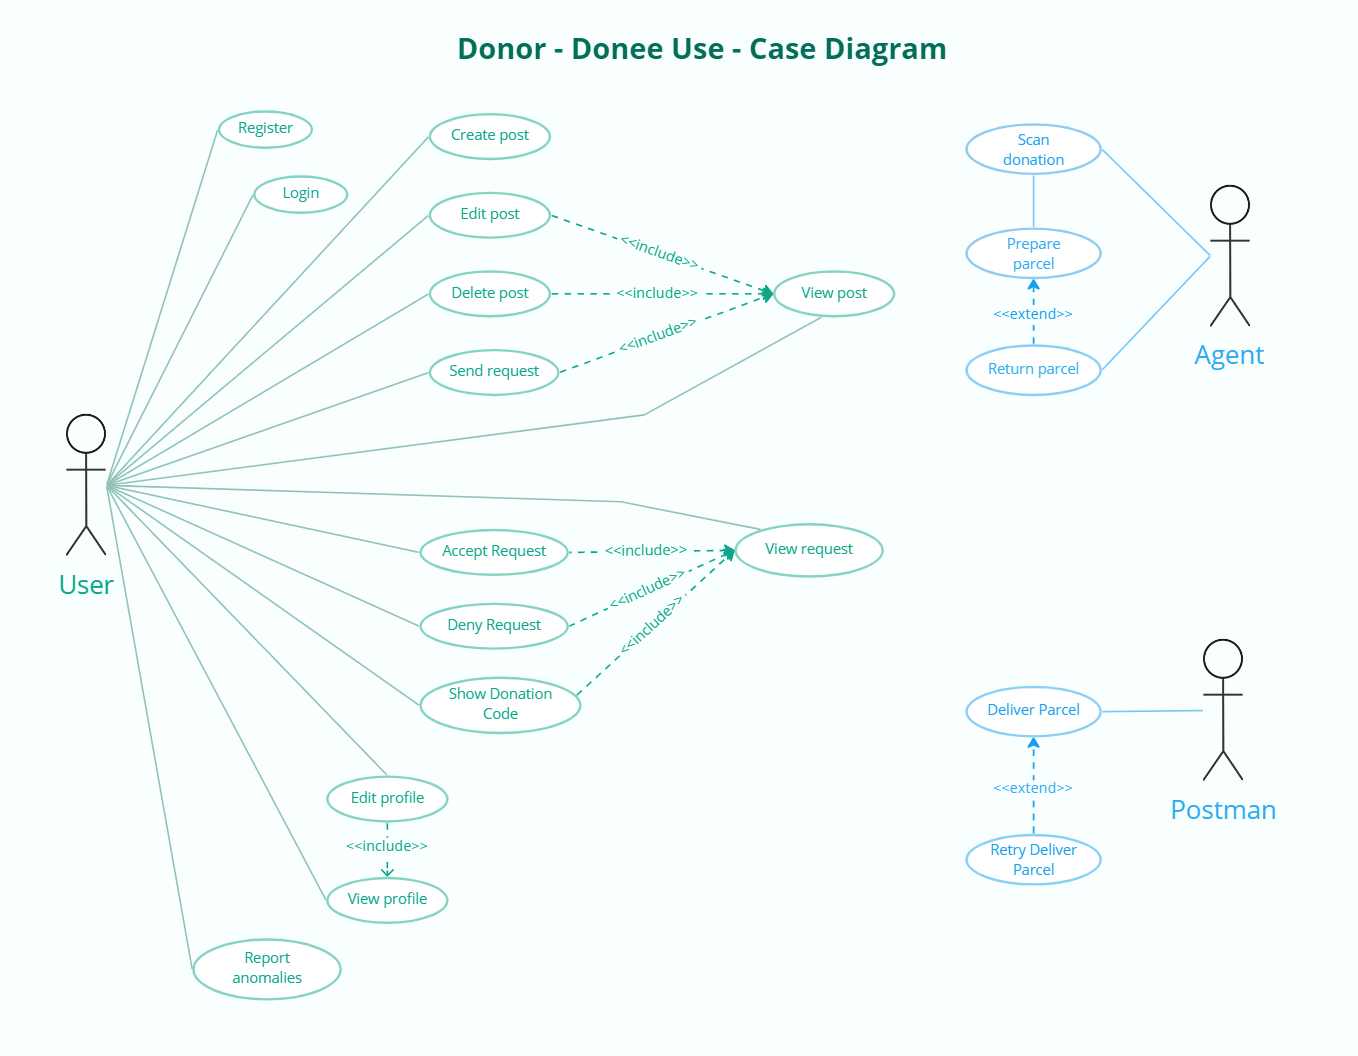 Donor - Donee Use - Case Diagram
Register
Login
Create post
Edit post
Delete post
Send request
<<include>>
<<include>>
<<include>>
View post
User
Accept Request
Deny Request
Show Donation
Code
<<include>>
<<include>>
<<include>>
View request
Edit profile
<<include>>
View profile
Report
anomalies
Scan
donation
Prepare
parcel
<<extend>>
Return parcel
Agent
Deliver Parcel
<<extend>>
Retry Deliver
Parcel
Postman